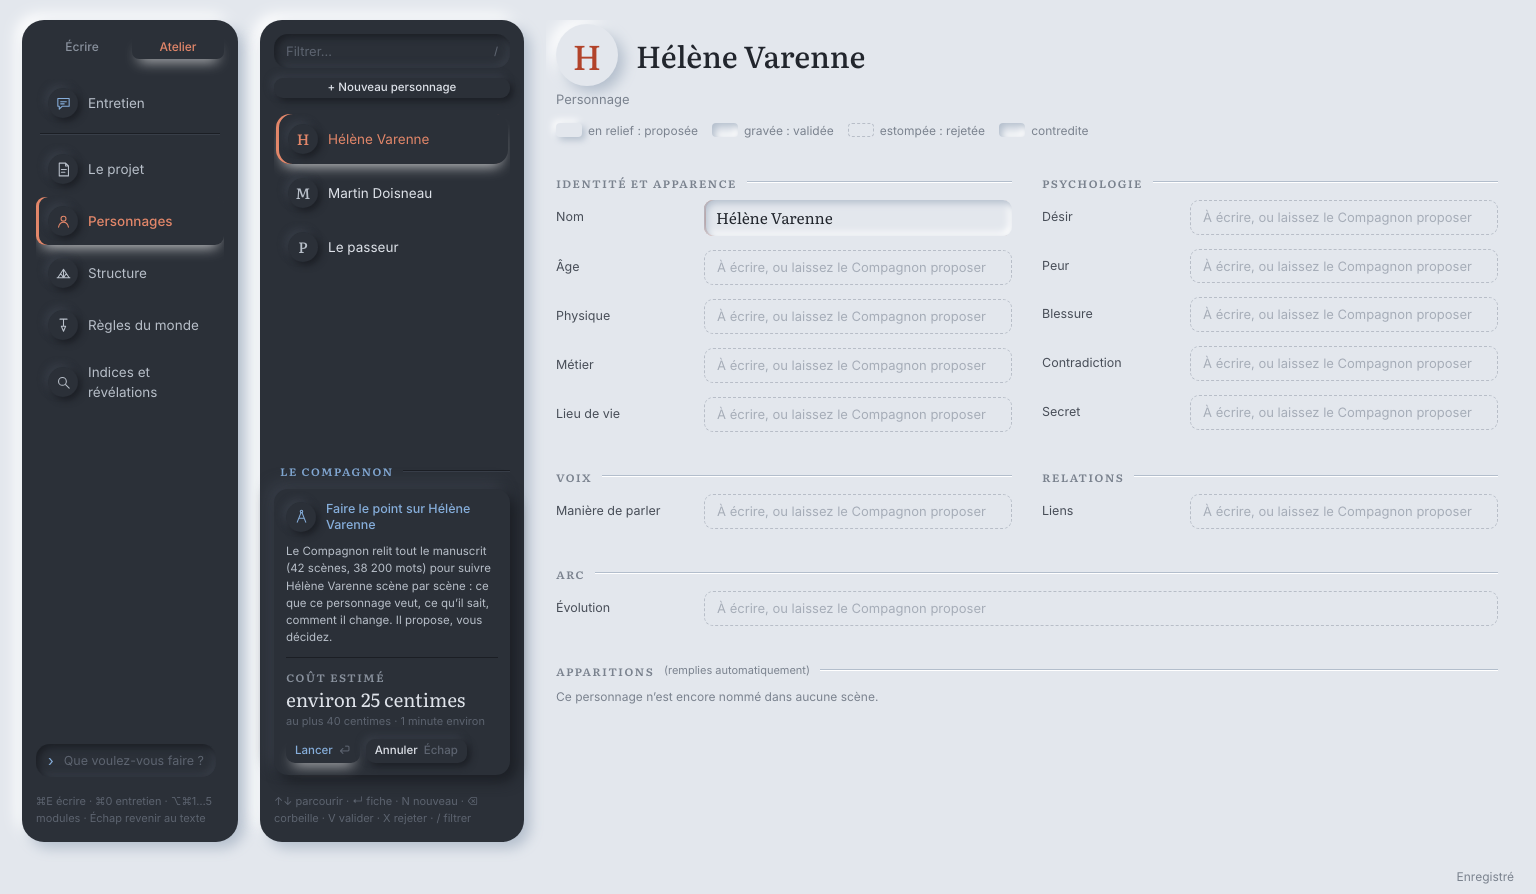 Écrire
Atelier
Entretien
Le projet
Personnages
Structure
Règles du monde
Indices et
révélations
› Que voulez-vous faire ?
⌘E écrire · ⌘0 entretien · ⌥⌘1…5
modules · Échap revenir au texte
Filtrer… /
+ Nouveau personnage
H Hélène Varenne
M Martin Doisneau
P Le passeur
LE COMPAGNON
Faire le point sur Hélène
Varenne
Le Compagnon relit tout le manuscrit
(42 scènes, 38 200 mots) pour suivre
Hélène Varenne scène par scène : ce
que ce personnage veut, ce qu’il sait,
comment il change. Il propose, vous
décidez.
COÛT ESTIMÉ
environ 25 centimes
au plus 40 centimes · 1 minute environ
Lancer ⏎ Annuler Échap
↑↓ parcourir · ↵ fiche · N nouveau · ⌫
corbeille · V valider · X rejeter · / filtrer
H Hélène Varenne
Personnage
en relief : proposée gravée : validée estompée : rejetée contredite
IDENTITÉ ET APPARENCE
Nom Hélène Varenne
Âge À écrire, ou laissez le Compagnon proposer
Physique À écrire, ou laissez le Compagnon proposer
Métier À écrire, ou laissez le Compagnon proposer
Lieu de vie À écrire, ou laissez le Compagnon proposer
PSYCHOLOGIE
Désir À écrire, ou laissez le Compagnon proposer
Peur À écrire, ou laissez le Compagnon proposer
Blessure À écrire, ou laissez le Compagnon proposer
Contradiction À écrire, ou laissez le Compagnon proposer
Secret À écrire, ou laissez le Compagnon proposer
VOIX
Manière de parler À écrire, ou laissez le Compagnon proposer
RELATIONS
Liens À écrire, ou laissez le Compagnon proposer
ARC
Évolution À écrire, ou laissez le Compagnon proposer
APPARITIONS (remplies automatiquement)
Ce personnage n’est encore nommé dans aucune scène.
Enregistré